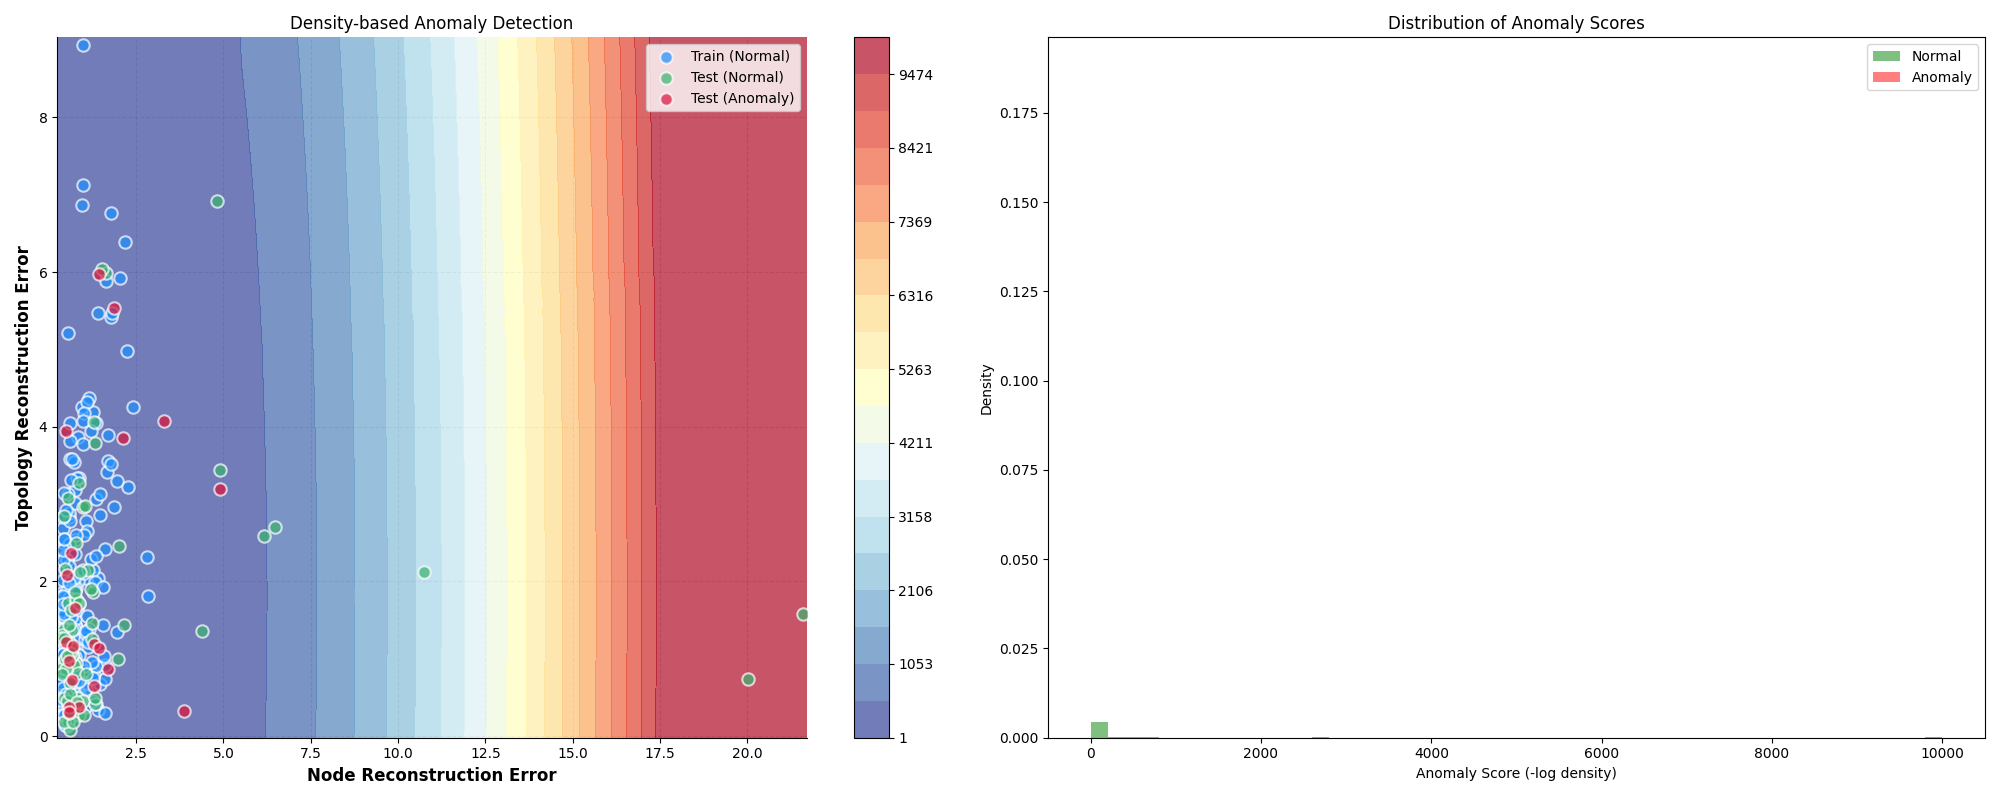 Density-based Anomaly Detection
Train (Normal)
Test (Normal)
Test (Anomaly)
Topology Reconstruction Error
8
6
4
2
0
2.5 5.0 7.5 10.0 12.5 15.0 17.5 20.0
Node Reconstruction Error
9474
8421
7369
6316
5263
4211
3158
2106
1053
1
Distribution of Anomaly Scores
Normal
Anomaly
Density
0.175
0.150
0.125
0.100
0.075
0.050
0.025
0.000
0 2000 4000 6000 8000 10000
Anomaly Score (-log density)